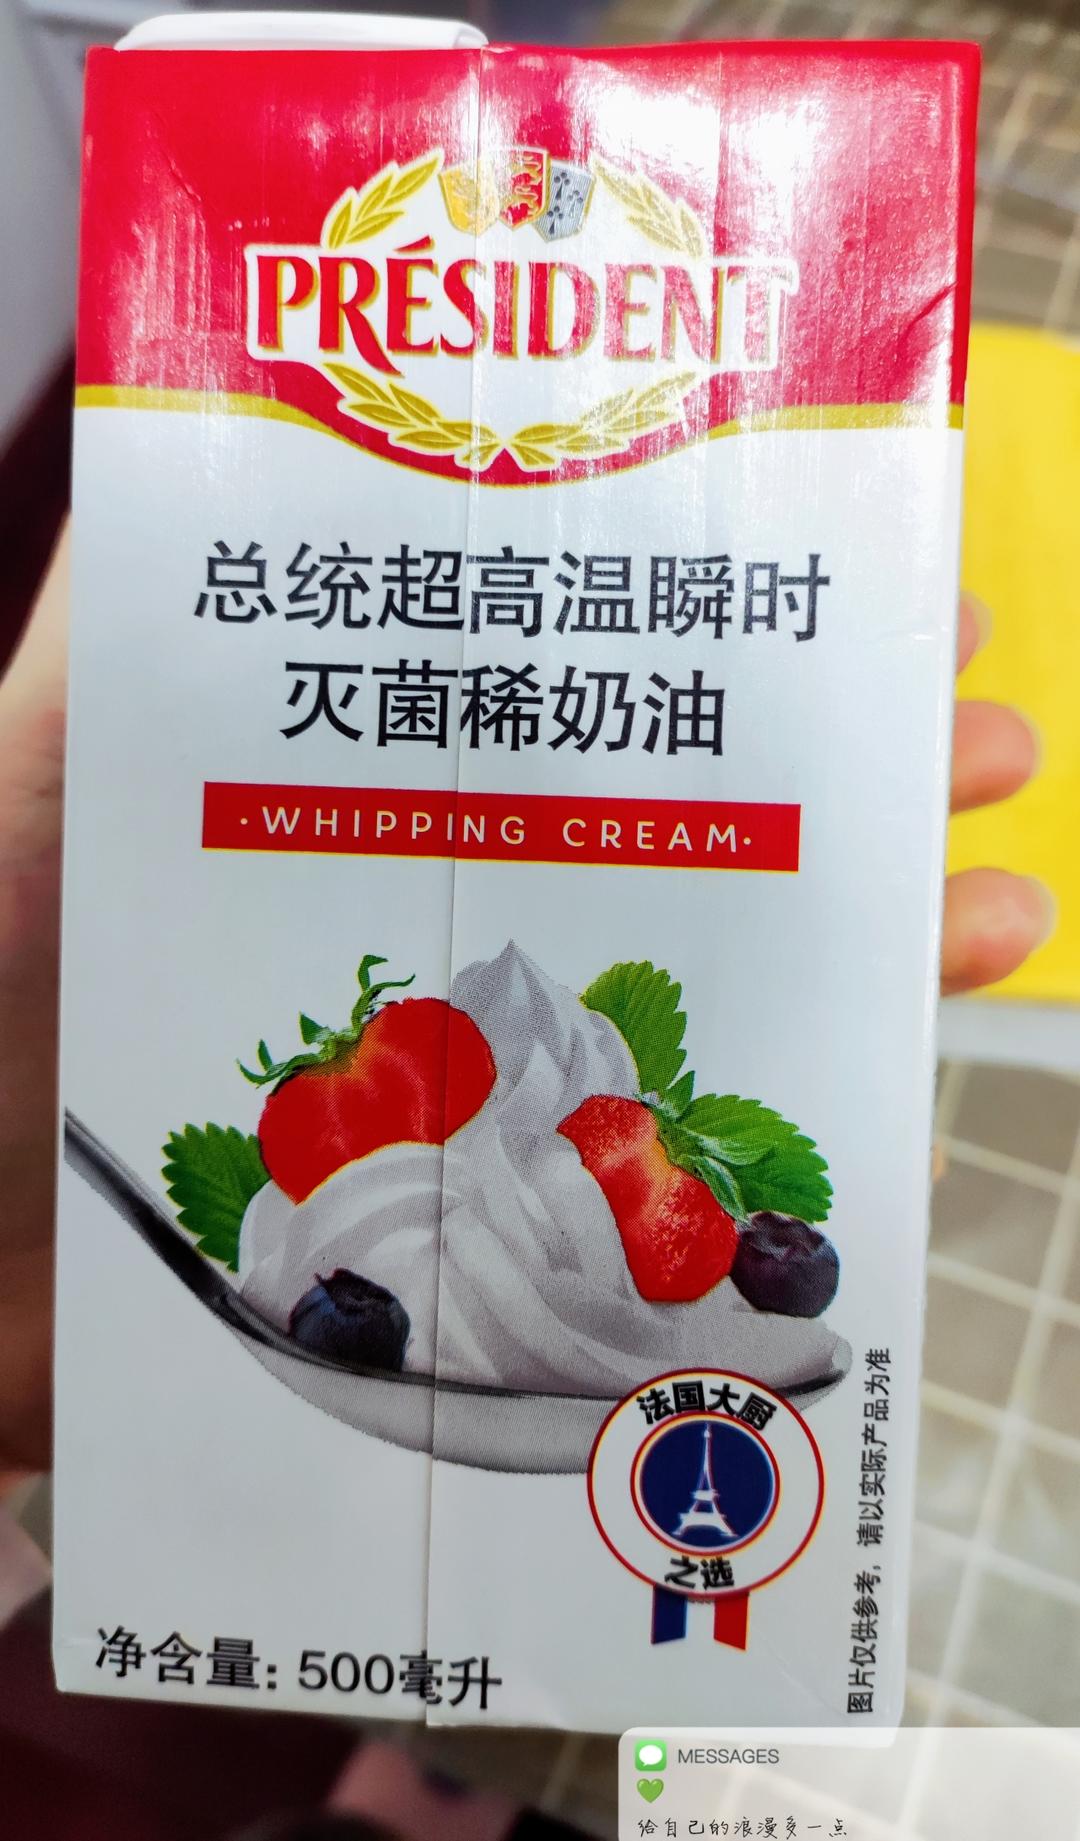 PRÉSIDENT
总统超高温瞬时
灭菌稀奶油
·WHIPPING CREAM·
法国大厨
之选
图片仅供参考，请以实际产品为准
净含量: 500毫升
MESSAGES
给自己的浪漫多一点